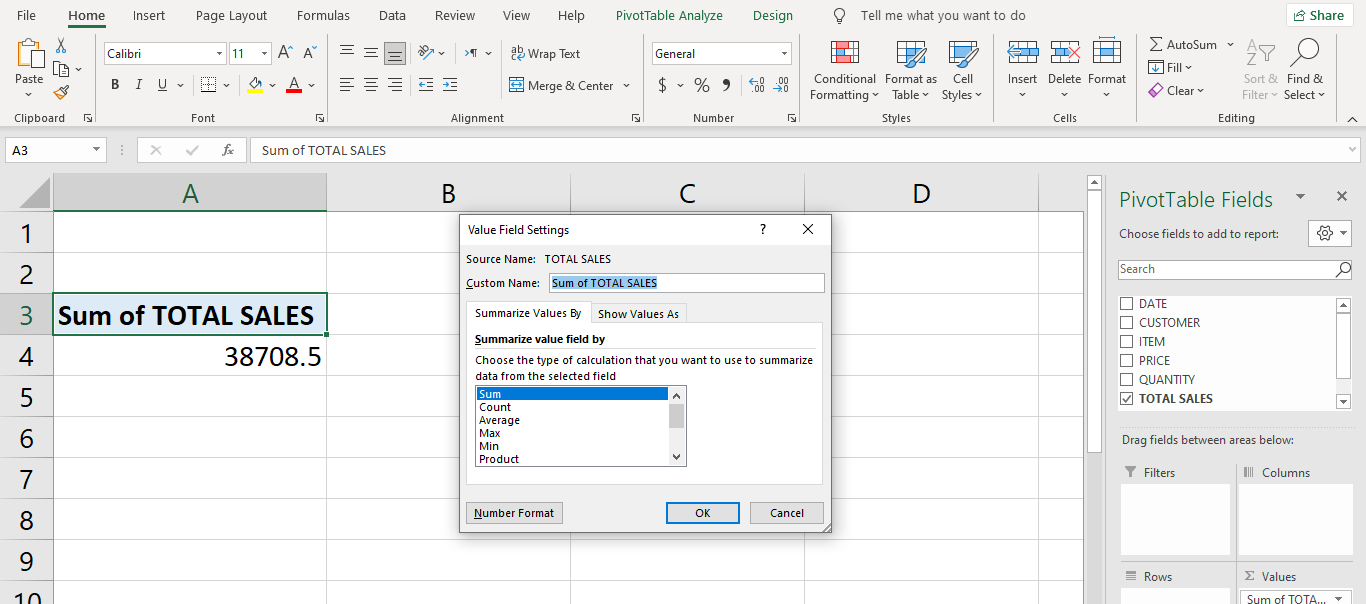 File Home Insert Page Layout Formulas Data Review View Help PivotTable Analyze Design Tell me what you want to do Share
Paste
Calibri 11
B I U
Wrap Text
Merge & Center
General
$ % 9
Conditional Formatting
Format as Table
Cell Styles
Insert Delete Format
AutoSum
Fill
Clear
Sort & Filter
Find & Select
Clipboard Font Alignment Number Styles Cells Editing
A3 fx Sum of TOTAL SALES
A B C D
1
2
3 Sum of TOTAL SALES
4 38708.5
5
6
7
8
9
10
Value Field Settings ?
Source Name: TOTAL SALES
Custom Name: Sum of TOTAL SALES
Summarize Values By Show Values As
Summarize value field by
Choose the type of calculation that you want to use to summarize
data from the selected field
Sum
Count
Average
Max
Min
Product
Number Format OK Cancel
PivotTable Fields
Choose fields to add to report:
Search
DATE
CUSTOMER
ITEM
PRICE
QUANTITY
TOTAL SALES
Drag fields between areas below:
Filters Columns
Rows Σ Values
Sum of TOTA...